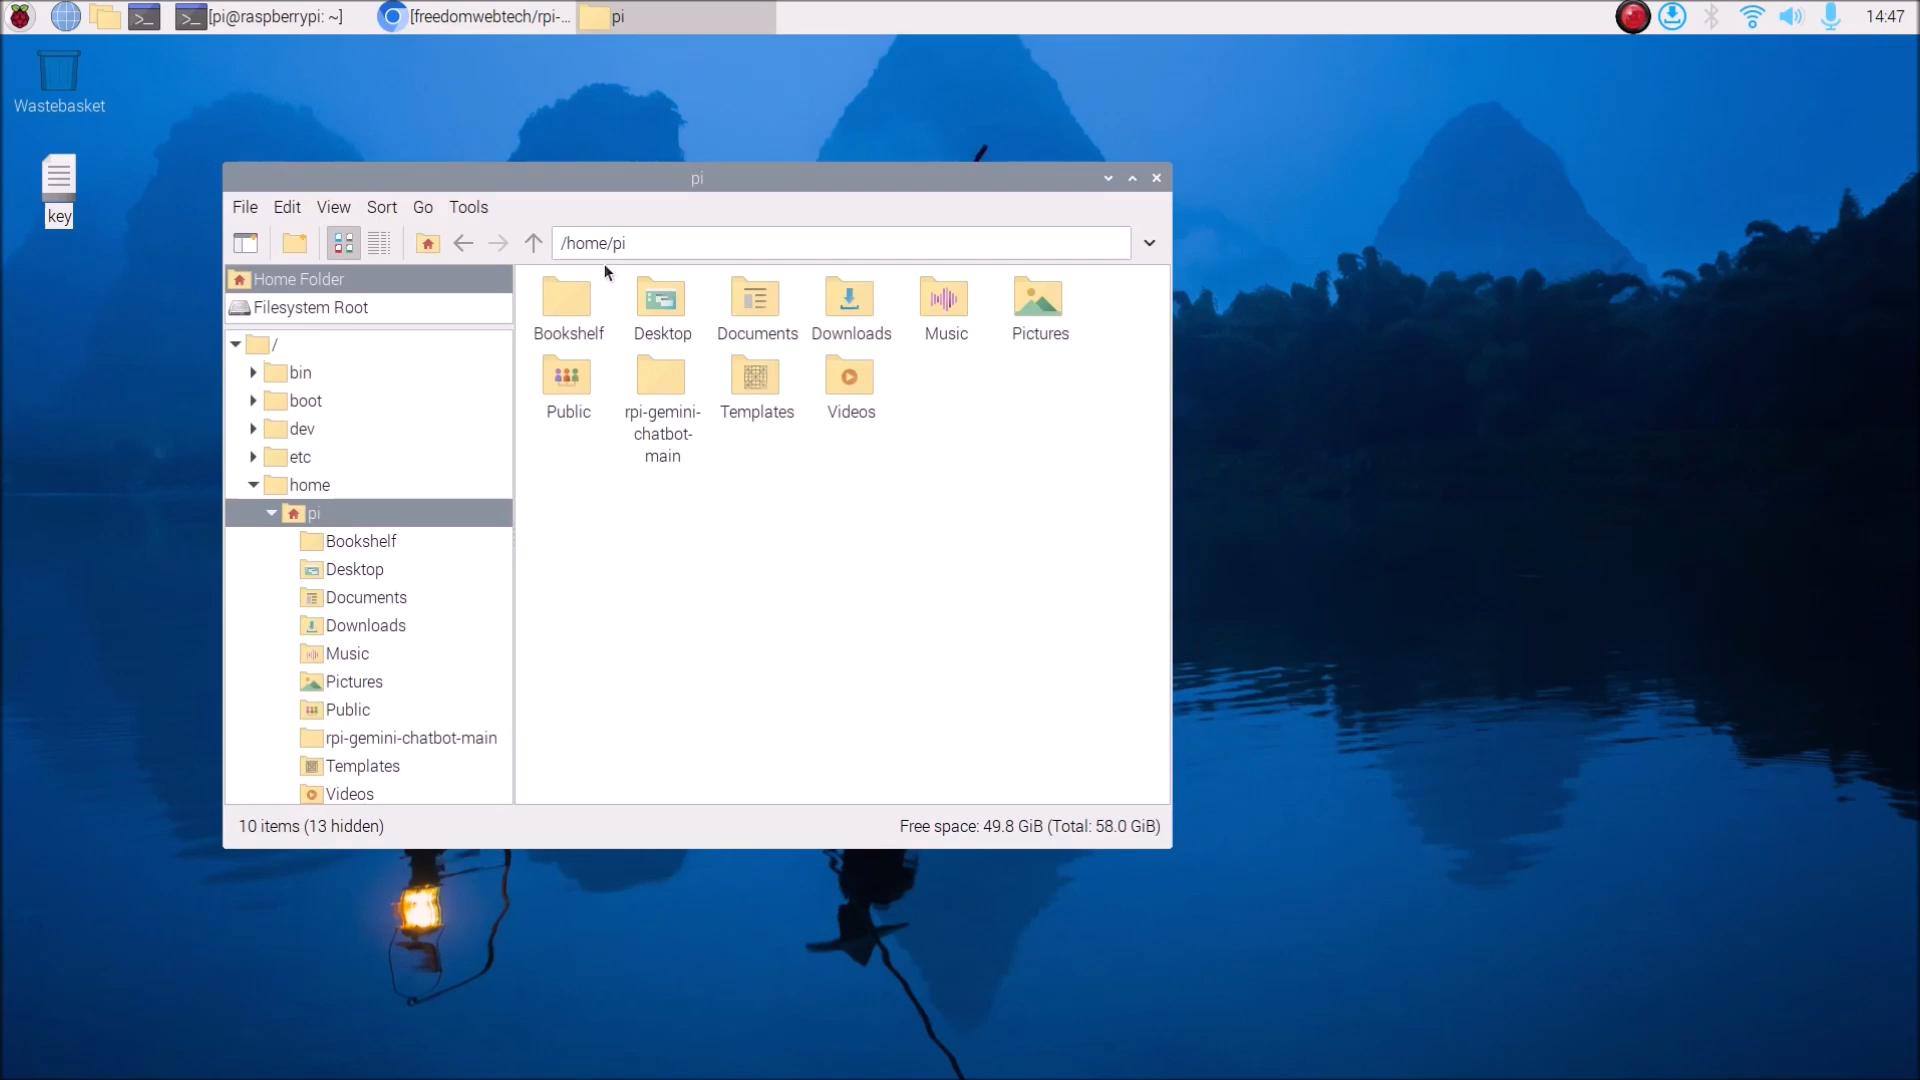 [pi@raspberrypi: ~]
[freedomwebtech/rpi-...
pi
14:47
Wastebasket
key
pi
File Edit View Sort Go Tools
/home/pi
Home Folder
Filesystem Root
/
bin
boot
dev
etc
home
pi
Bookshelf
Desktop
Documents
Downloads
Music
Pictures
Public
rpi-gemini-chatbot-main
Templates
Videos
Bookshelf Desktop Documents Downloads Music Pictures
Public rpi-gemini- Templates Videos
chatbot-
main
10 items (13 hidden)
Free space: 49.8 GiB (Total: 58.0 GiB)